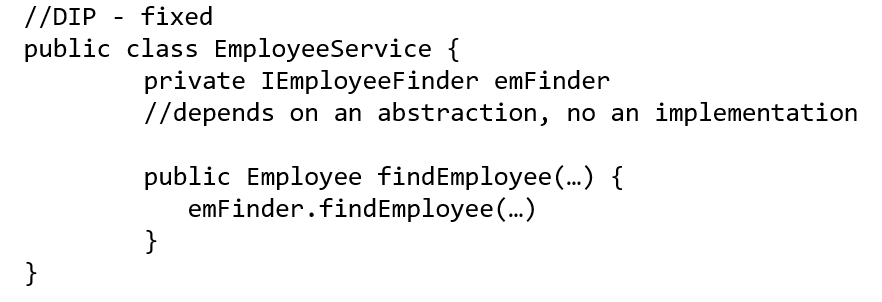 //DIP - fixed
public class EmployeeService {
private IEmployeeFinder emFinder
//depends on an abstraction, no an implementation
public Employee findEmployee(…) {
emFinder.findEmployee(…)
}
}